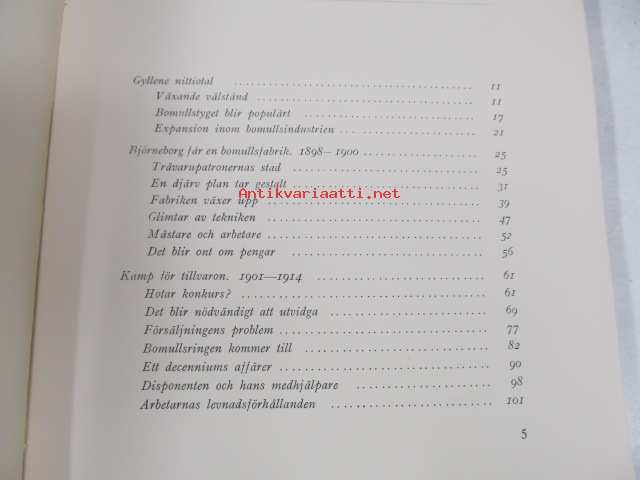 Gyllene nittiotal ........................................ 11
Växande välstånd ........................................ 11
Bomullstyget blir populärt ........................................ 17
Expansion inom bomullsindustrien ........................................ 21
Björneborg får en bomullsfabrik. 1898–1900 ........................................ 25
Trävarupatronernas stad ........................................ 25
En djärv plan tar gestalt ........................................ 31
Antikvariaatti.net
Fabriken växer upp ........................................ 39
Glimtar av tekniken ........................................ 47
Mästare och arbetare ........................................ 52
Det blir ont om pengar ........................................ 56
Kamp för tillvaron. 1901—1914 ........................................ 61
Hotar konkurs? ........................................ 61
Det blir nödvändigt att utvidga ........................................ 69
Försäljningens problem ........................................ 77
Bomullsringen kommer till ........................................ 82
Ett decenniums affärer ........................................ 90
Disponenten och hans medhjälpare ........................................ 98
Arbetarnas levnadsförhållanden ........................................ 101
5